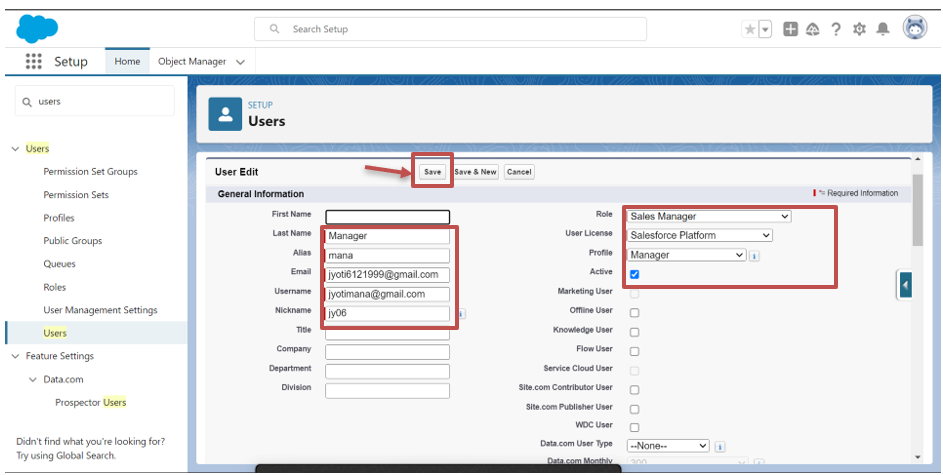 Search Setup
Setup
Home
Object Manager
users
Users
Permission Set Groups
Permission Sets
Profiles
Public Groups
Queues
Roles
User Management Settings
Users
Feature Settings
Data.com
Prospector Users
Didn't find what you're looking for?
Try using Global Search.
SETUP
Users
User Edit
Save
Save & New
Cancel
General Information
= Required Information
First Name
Last Name Manager
Alias mana
Email jyoti6121999@gmail.com
Username jyotimana@gmail.com
Nickname jy06
Title
Company
Department
Division
Role Sales Manager
User License Salesforce Platform
Profile Manager
Active
Marketing User
Offline User
Knowledge User
Flow User
Service Cloud User
Site.com Contributor User
Site.com Publisher User
WDC User
Data.com User Type --None--
Data.com Monthly 300